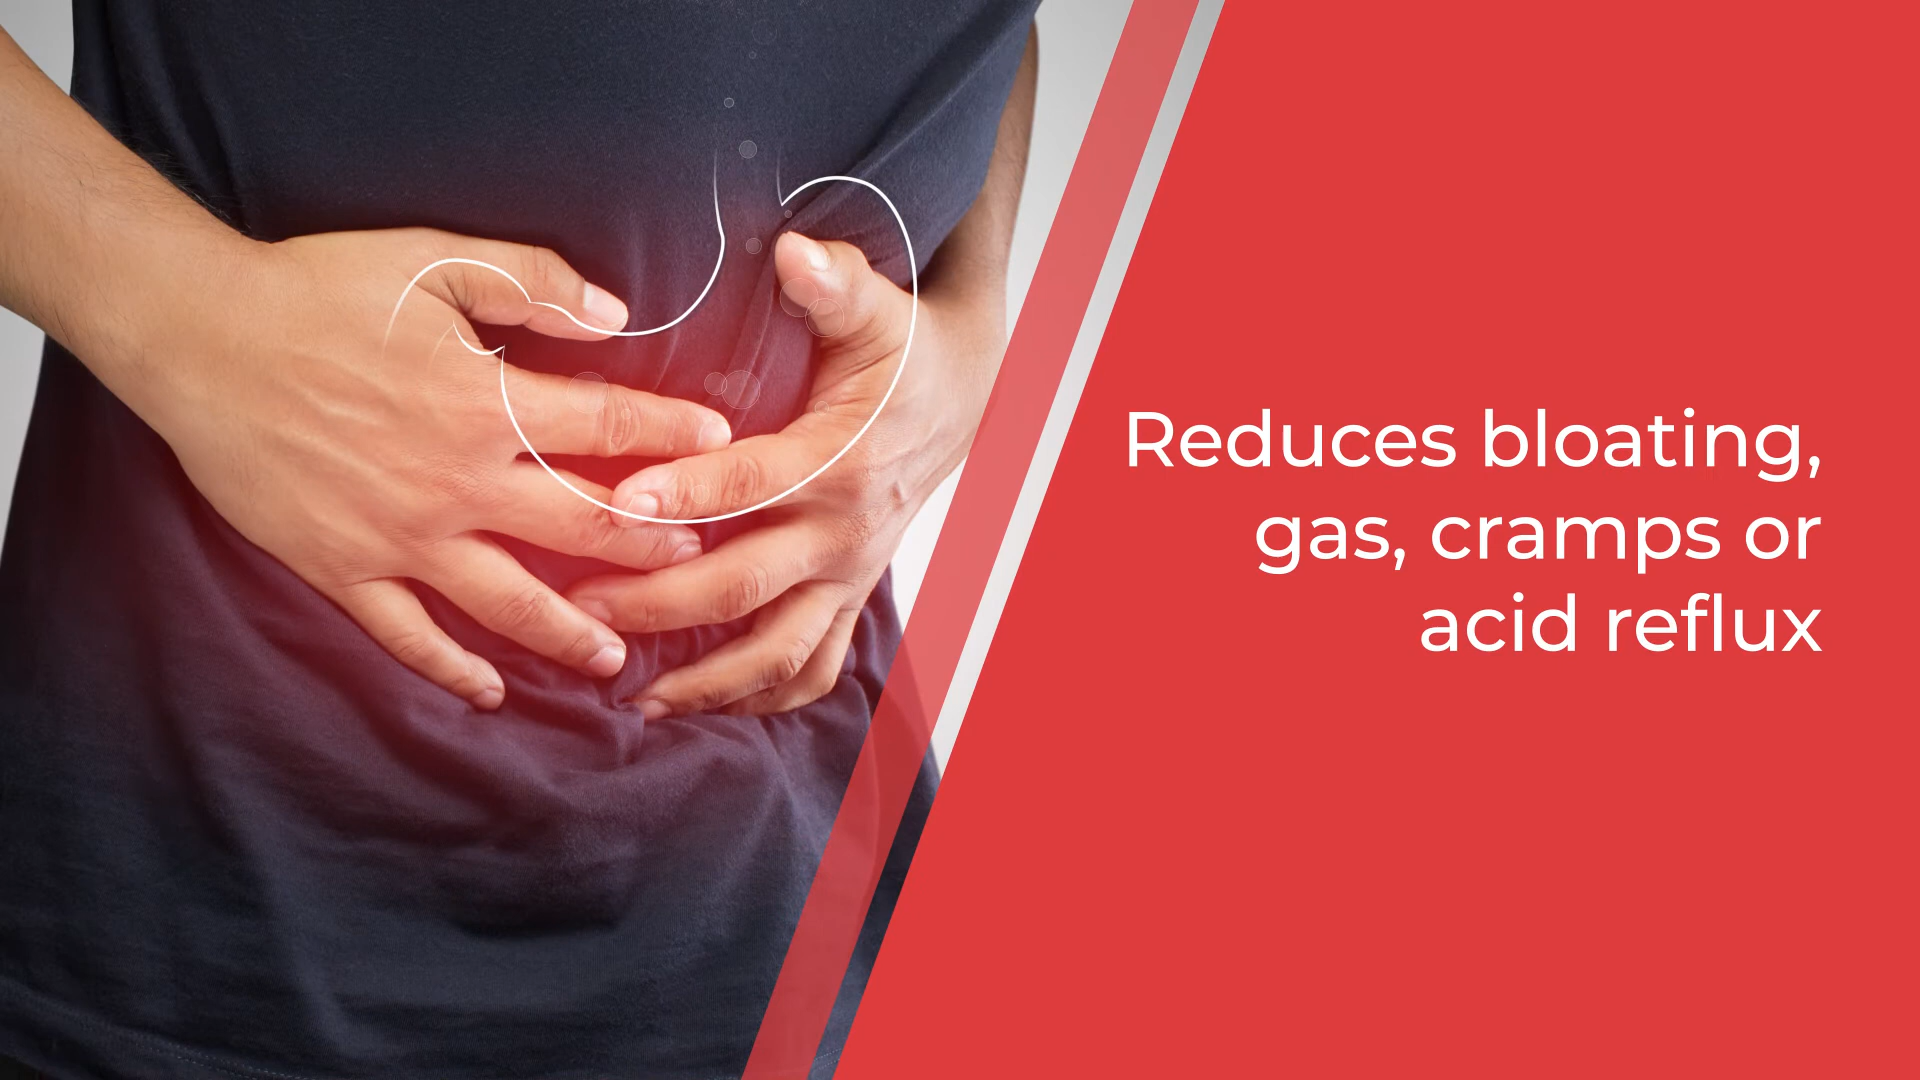 Reduces bloating,
gas, cramps or
acid reflux